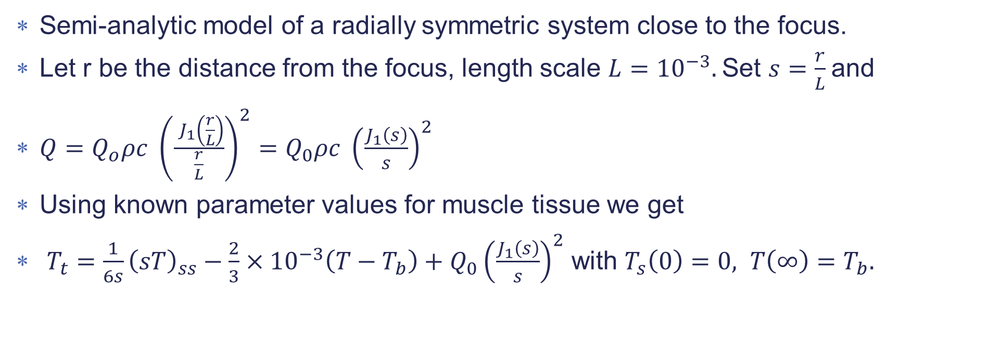 * Semi-analytic model of a radially symmetric system close to the focus.
* Let r be the distance from the focus, length scale $L = 10^{-3}$. Set $s = \frac{r}{L}$ and
* $Q = Q_o \rho c \left( \frac{J_1\left(\frac{r}{L}\right)}{\frac{r}{L}} \right)^2 = Q_0 \rho c \left( \frac{J_1(s)}{s} \right)^2$
* Using known parameter values for muscle tissue we get
* $T_t = \frac{1}{6s}(sT)_{ss} - \frac{2}{3} \times 10^{-3}(T - T_b) + Q_0 \left( \frac{J_1(s)}{s} \right)^2$ with $T_s(0) = 0, \ T(\infty) = T_b$.